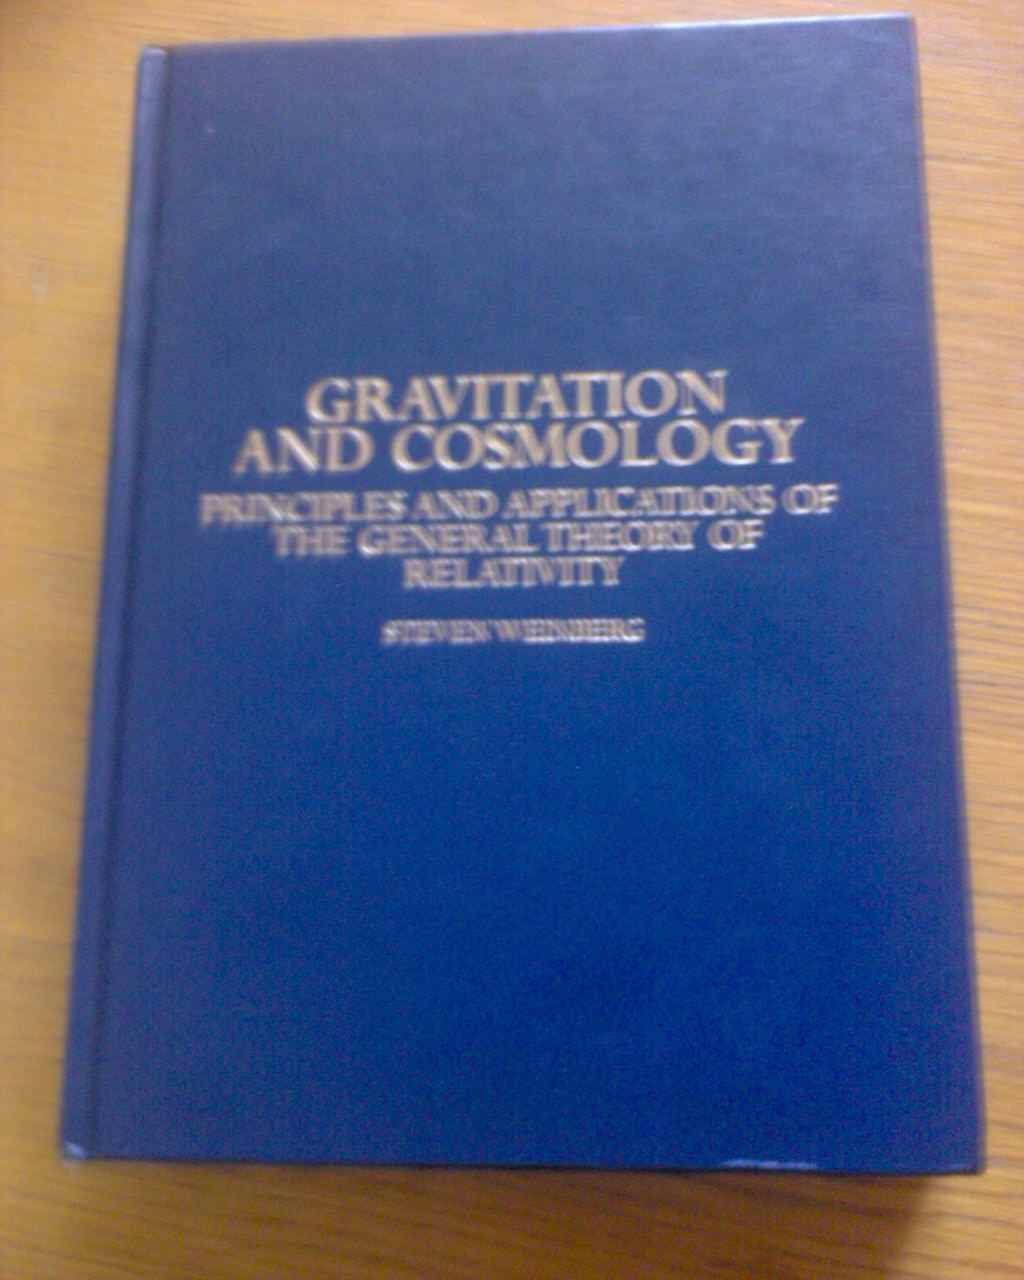 GRAVITATION
AND COSMOLOGY
PRINCIPLES AND APPLICATIONS OF
THE GENERAL THEORY OF
RELATIVITY
STEVEN WEINBERG